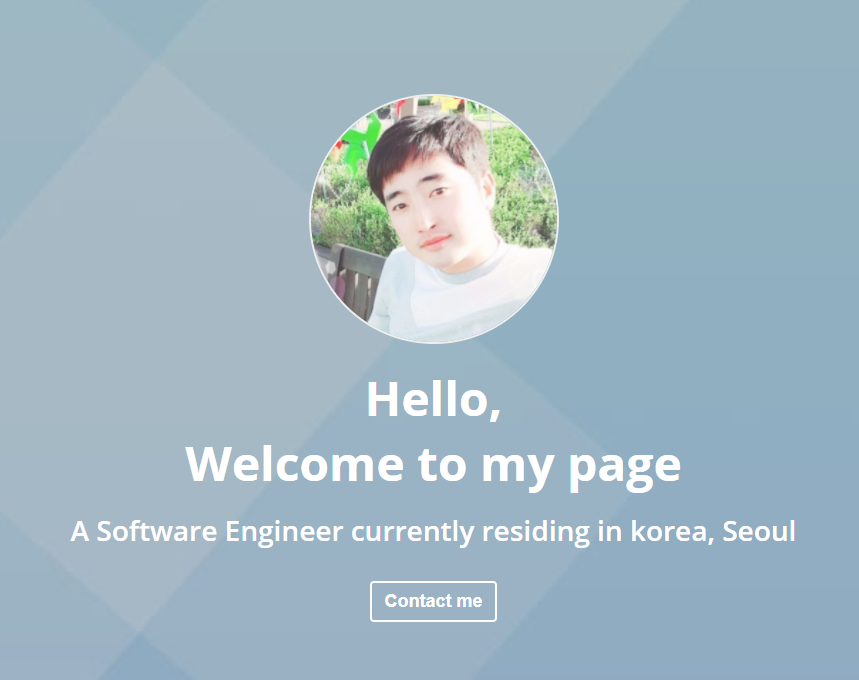 Hello,
Welcome to my page
A Software Engineer currently residing in korea, Seoul
Contact me